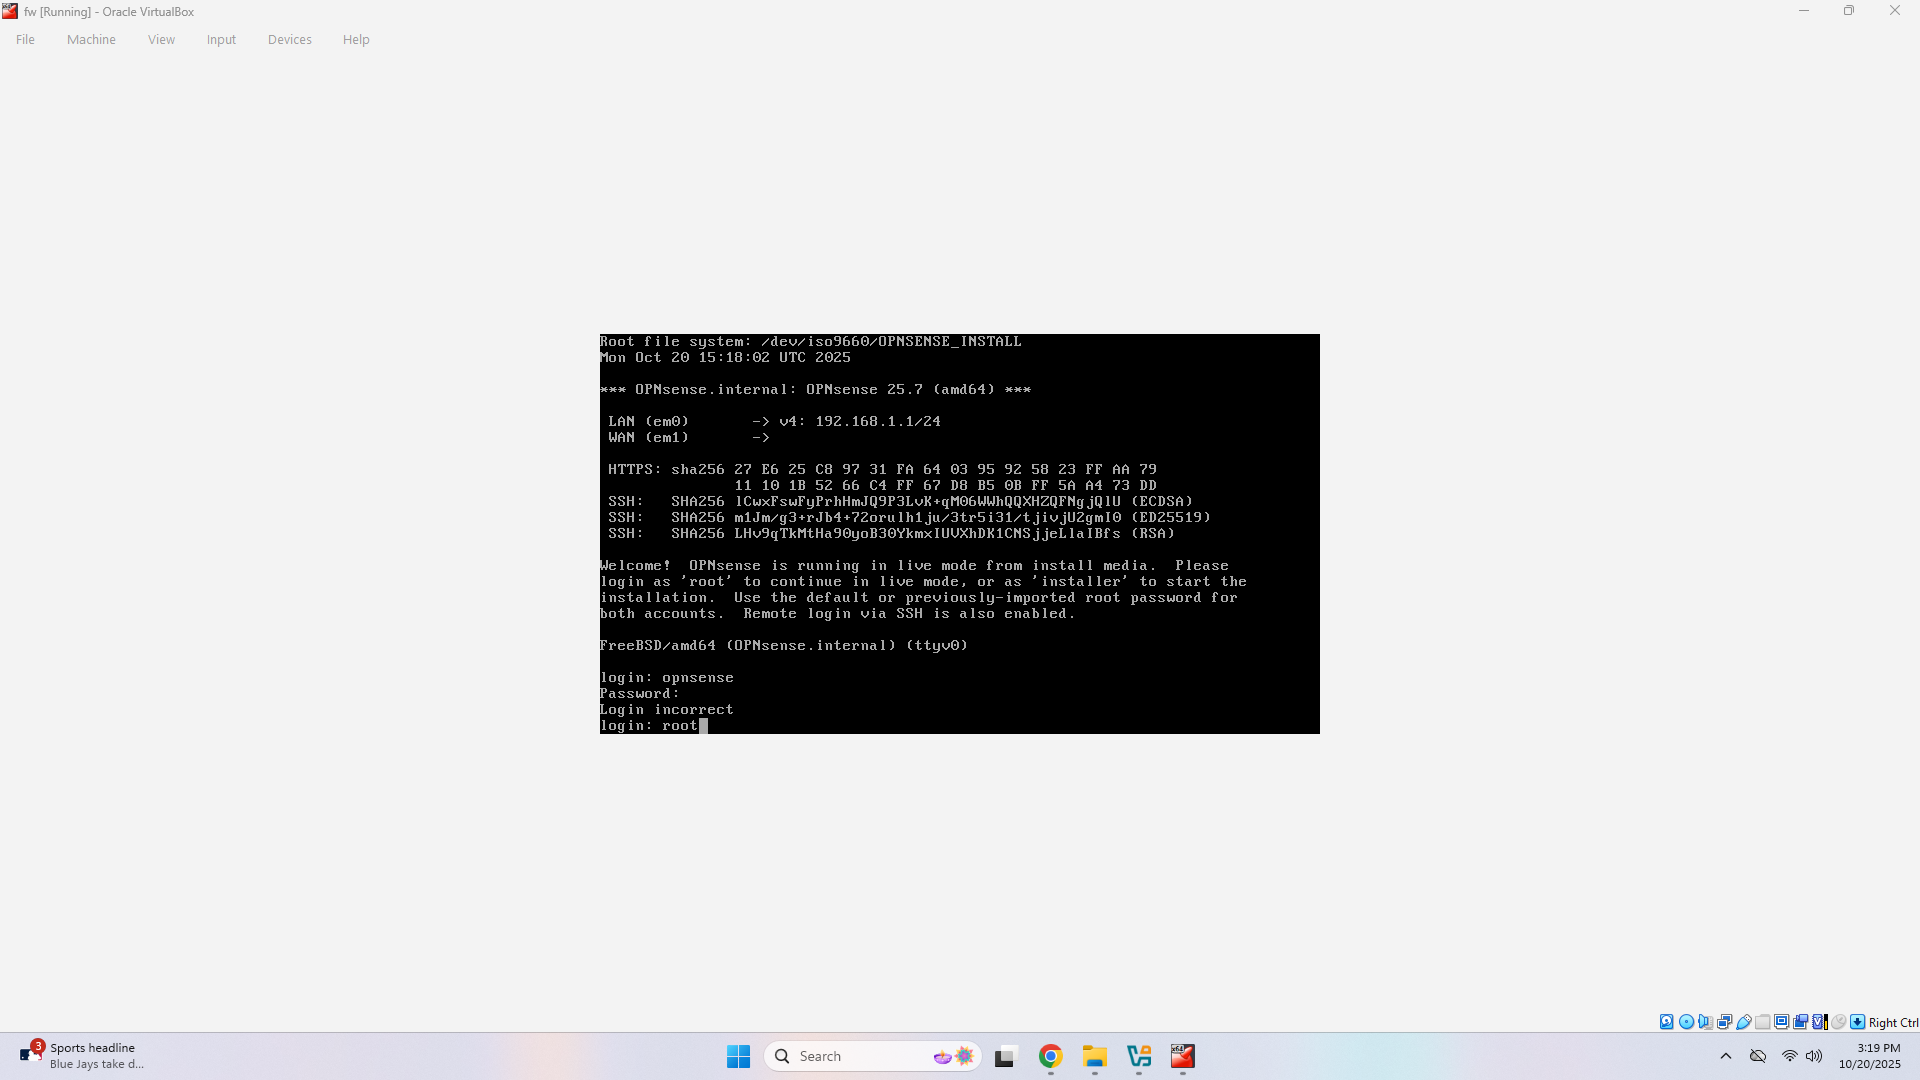 fw [Running] - Oracle VirtualBox
File Machine View Input Devices Help
Root file system: /dev/iso9660/OPNSENSE_INSTALL
Mon Oct 20 15:18:02 UTC 2025
*** OPNsense.internal: OPNsense 25.7 (amd64) ***
LAN (em0) -> v4: 192.168.1.1/24
WAN (em1) ->
HTTPS: sha256 27 E6 25 C8 97 31 FA 64 03 95 92 58 23 FF AA 79
11 10 1B 52 66 C4 FF 67 D8 B5 0B FF 5A A4 73 DD
SSH: SHA256 lCwxFswFyPrhHmJQ9P3LvK+qM06WWhQQXHZQFNgjQlU (ECDSA)
SSH: SHA256 m1Jm/g3+rJb4+72orulh1ju/3tr5i31/tjivjU2gmI0 (ED25519)
SSH: SHA256 LHv9qTkMtHa90yoB30YkmxIUVXhDK1CNSjjeLlaIBfs (RSA)
Welcome! OPNsense is running in live mode from install media. Please
login as 'root' to continue in live mode, or as 'installer' to start the
installation. Use the default or previously-imported root password for
both accounts. Remote login via SSH is also enabled.
FreeBSD/amd64 (OPNsense.internal) (ttyv0)
login: opnsense
Password:
Login incorrect
login: root
Right Ctrl
3
Sports headline
Blue Jays take d...
Search
3:19 PM
10/20/2025